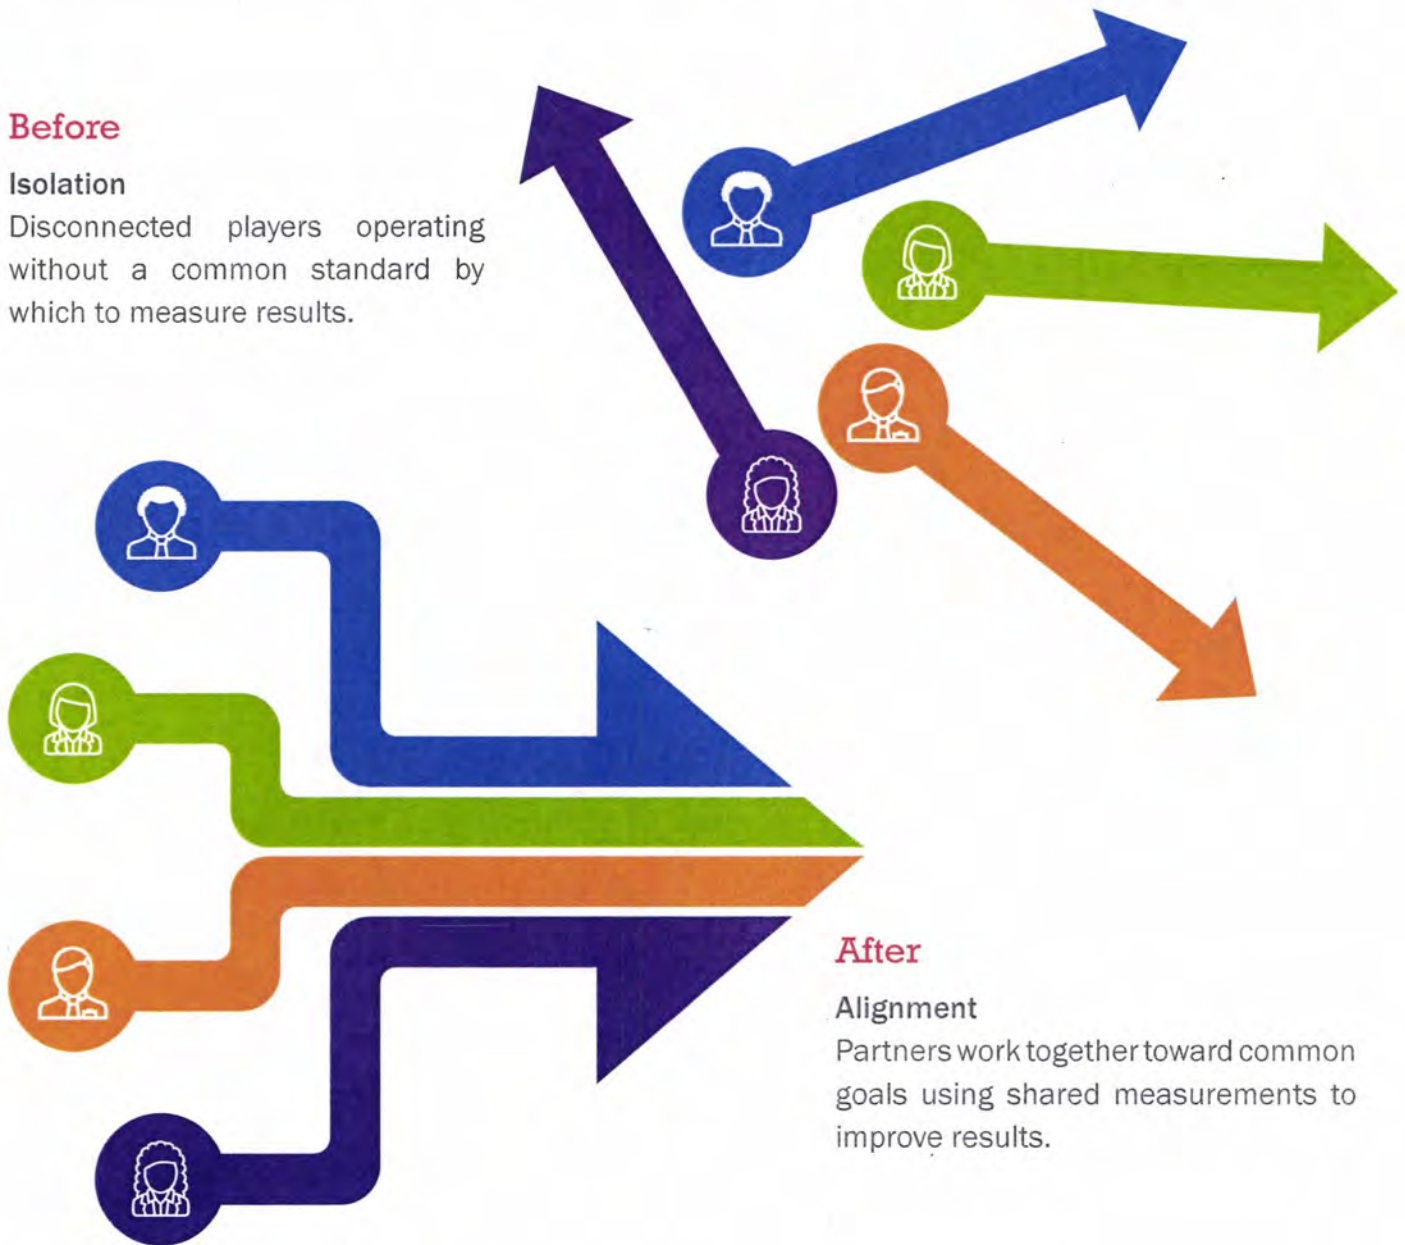 Before
Isolation
Disconnected players operating
without a common standard by
which to measure results.
After
Alignment
Partners work together toward common
goals using shared measurements to
improve results.